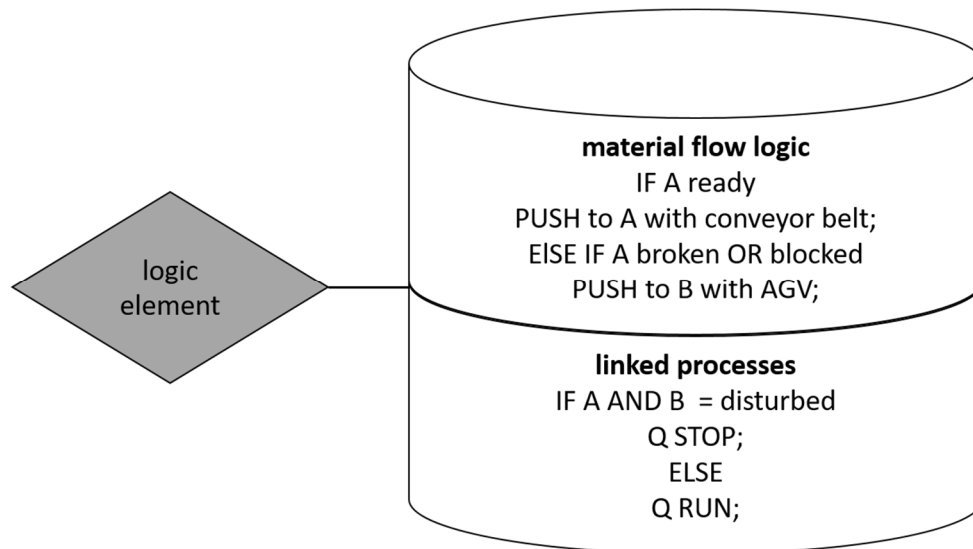 logic
element
material flow logic
IF A ready
PUSH to A with conveyor belt;
ElSE IF A broken OR blocked
PUSH to B with AGV;
linked processes
IF A AND B = disturbed
Q STOP;
ELSE
Q RUN;